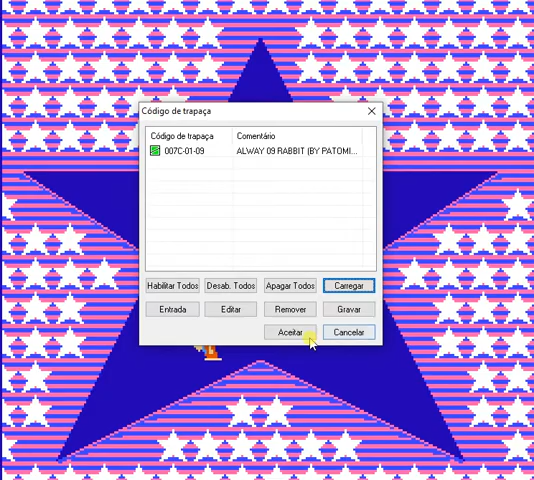 Código de trapaça
Código de trapaça Comentário
007C-01-09 ALWAY 09 RABBIT (BY PATOMI...
Habilitar Todos Desab. Todos Apagar Todos Carregar
Entrada Editar Remover Gravar
Aceitar Cancelar